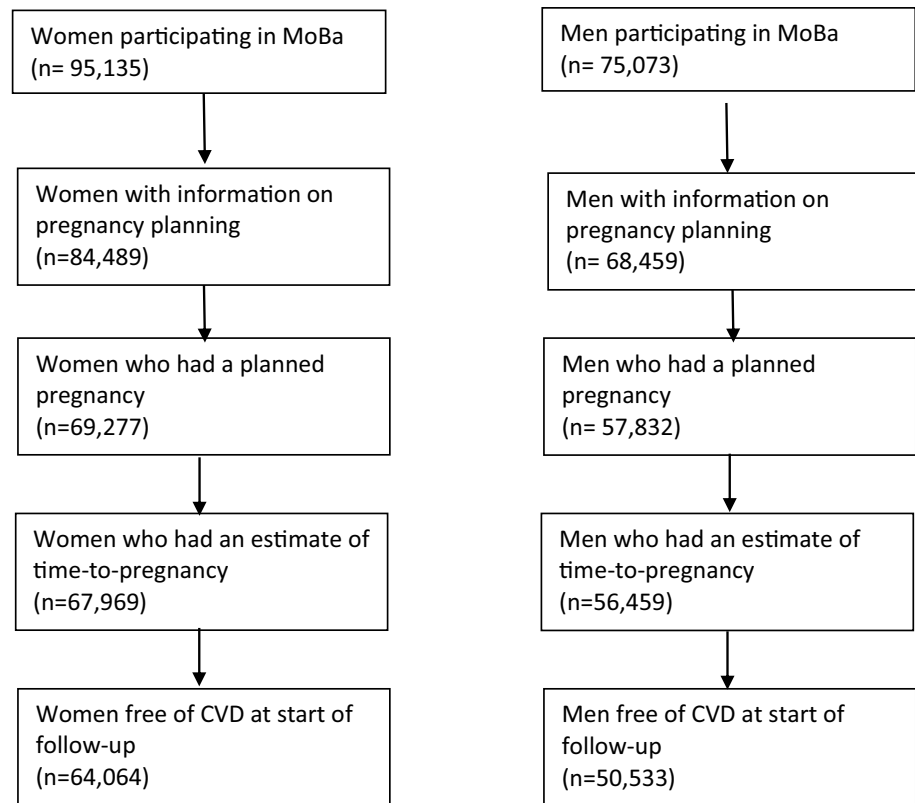 Women participating in MoBa
(n= 95,135)
Women with information on
pregnancy planning
(n=84,489)
Women who had a planned
pregnancy
(n=69,277)
Women who had an estimate of
time-to-pregnancy
(n=67,969)
Women free of CVD at start of
follow-up
(n=64,064)
Men participating in MoBa
(n= 75,073)
Men with information on
pregnancy planning
(n= 68,459)
Men who had a planned
pregnancy
(n= 57,832)
Men who had an estimate of
time-to-pregnancy
(n=56,459)
Men free of CVD at start of
follow-up
(n=50,533)